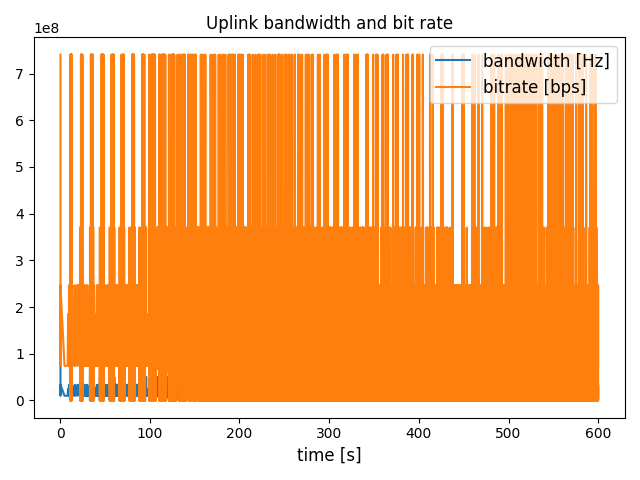 Uplink bandwidth and bit rate
1e8
bandwidth [Hz]
bitrate [bps]
7
6
5
4
3
2
1
0
0 100 200 300 400 500 600
time [s]